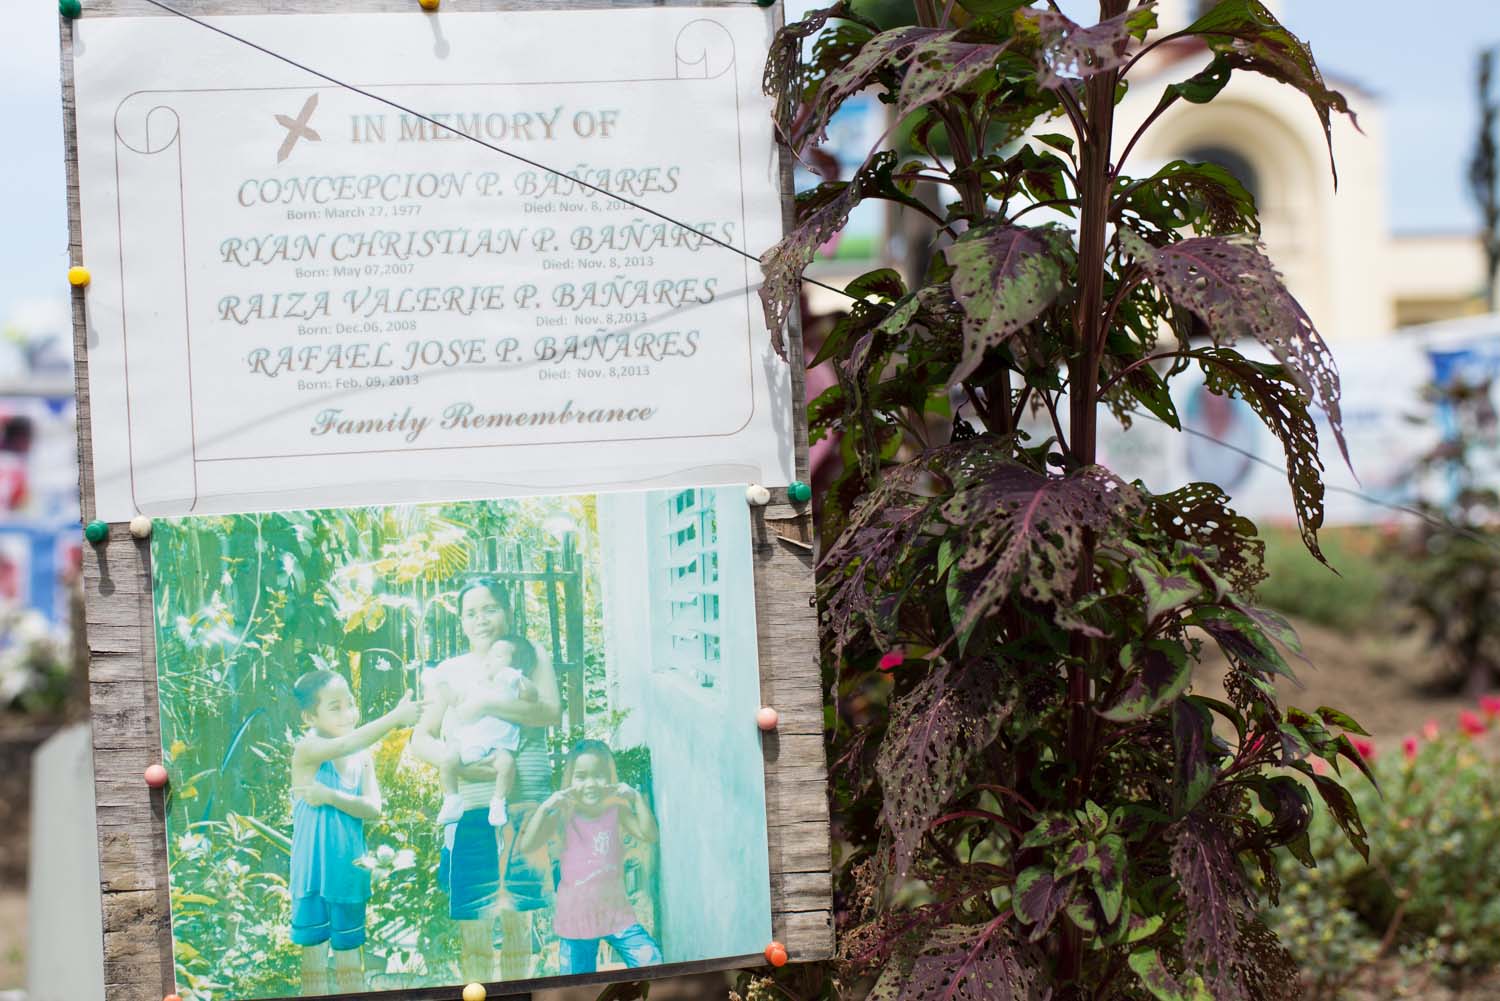 IN MEMORY OF
CONCEPCION P. BAÑARES
Born: March 27, 1977 Died: Nov. 8, 2013
RYAN CHRISTIAN P. BAÑARES
Born: May 07,2007 Died: Nov. 8, 2013
RAIZA VALERIE P. BAÑARES
Born: Dec.06, 2008 Died: Nov. 8,2013
RAFAEL JOSE P. BAÑARES
Born: Feb. 09, 2013 Died: Nov. 8,2013
Family Remembrance